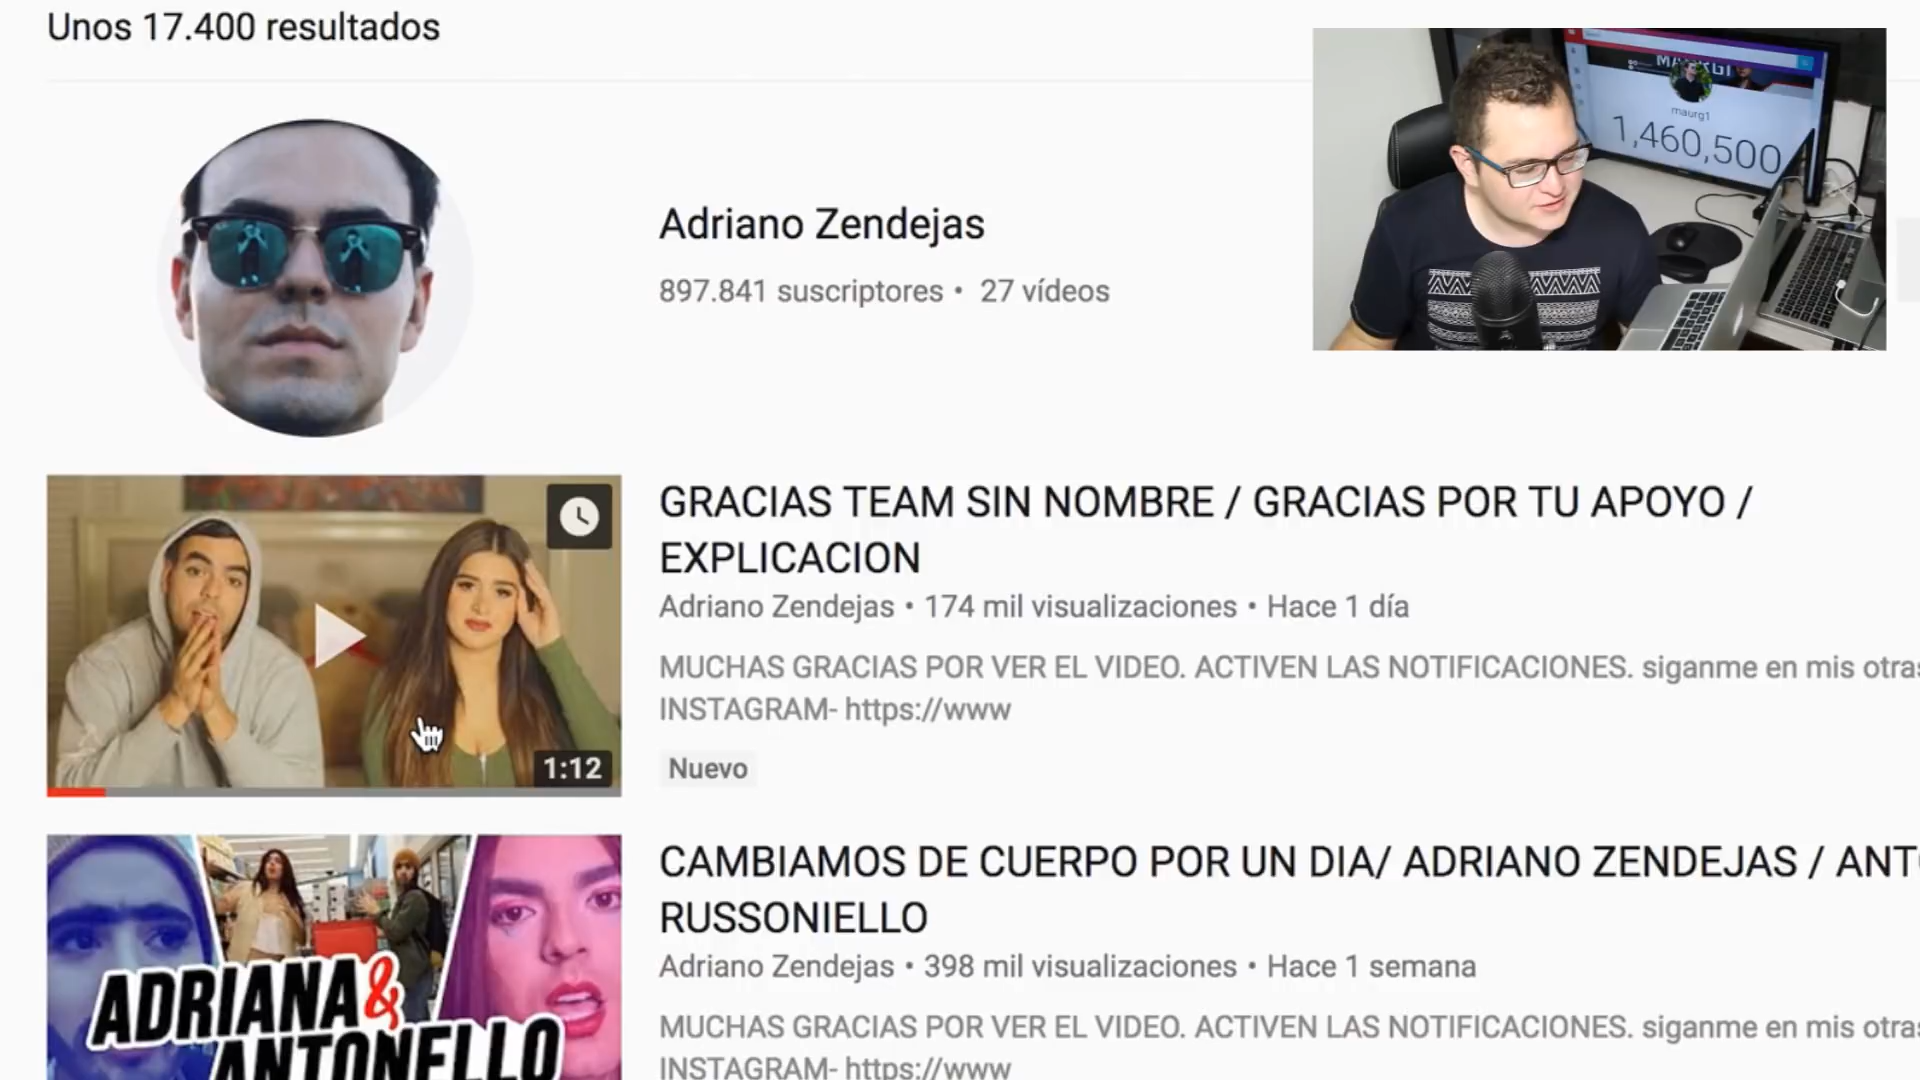 Unos 17.400 resultados
maurg1
1,460,500
Adriano Zendejas
897.841 suscriptores • 27 vídeos
GRACIAS TEAM SIN NOMBRE / GRACIAS POR TU APOYO /
EXPLICACION
Adriano Zendejas • 174 mil visualizaciones • Hace 1 día
MUCHAS GRACIAS POR VER EL VIDEO. ACTIVEN LAS NOTIFICACIONES. siganme en mis otras
INSTAGRAM- https://www
Nuevo
1:12
CAMBIAMOS DE CUERPO POR UN DIA/ ADRIANO ZENDEJAS / ANTO
RUSSONIELLO
Adriano Zendejas • 398 mil visualizaciones • Hace 1 semana
MUCHAS GRACIAS POR VER EL VIDEO. ACTIVEN LAS NOTIFICACIONES. siganme en mis otras
INSTAGRAM- https://www
ADRIANA &
ANTONELLO